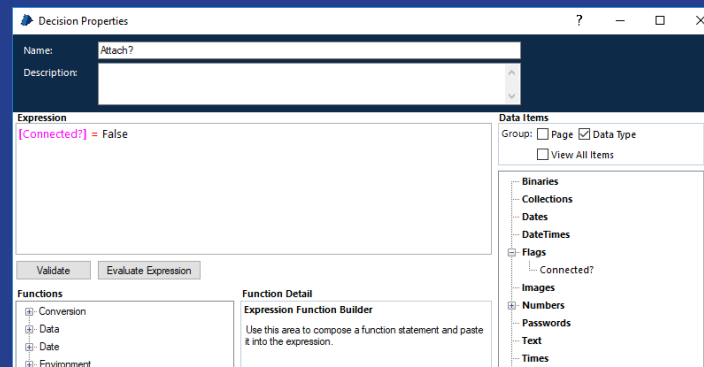 Decision Properties ?
Name: Attach?
Description:
Expression
[Connected?] = False
Validate Evaluate Expression
Functions
Conversion
Data
Date
Environment
Function Detail
Expression Function Builder
Use this area to compose a function statement and paste
it into the expression.
Data Items
Group: Page Data Type
View All Items
Binaries
Collections
Dates
DateTimes
Flags
Connected?
Images
Numbers
Passwords
Text
Times